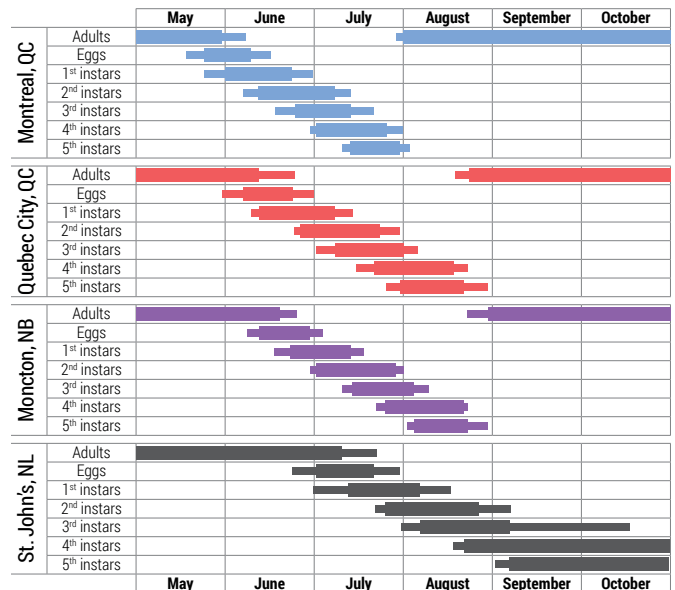 May June July August September October
Montreal, QC
Adults
Eggs
1st instars
2nd instars
3rd instars
4th instars
5th instars
Quebec City, QC
Adults
Eggs
1st instars
2nd instars
3rd instars
4th instars
5th instars
Moncton, NB
Adults
Eggs
1st instars
2nd instars
3rd instars
4th instars
5th instars
St. John's, NL
Adults
Eggs
1st instars
2nd instars
3rd instars
4th instars
5th instars
May June July August September October